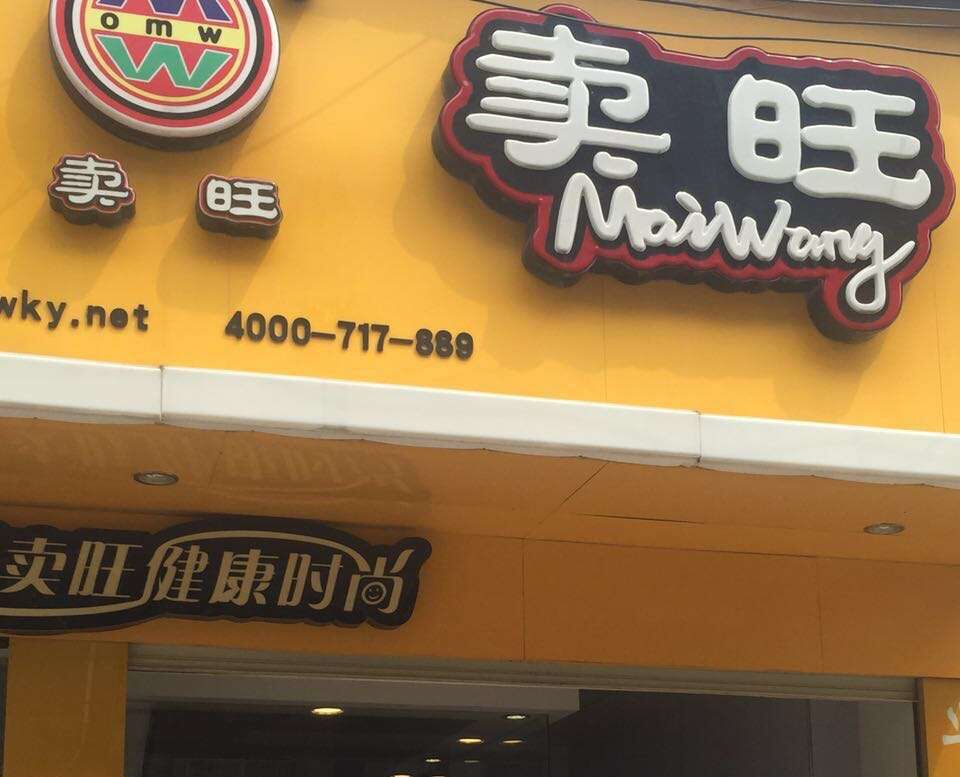 omw
W
卖旺
MaiWang
卖旺
wky.net
4000-717-889
卖旺健康时尚